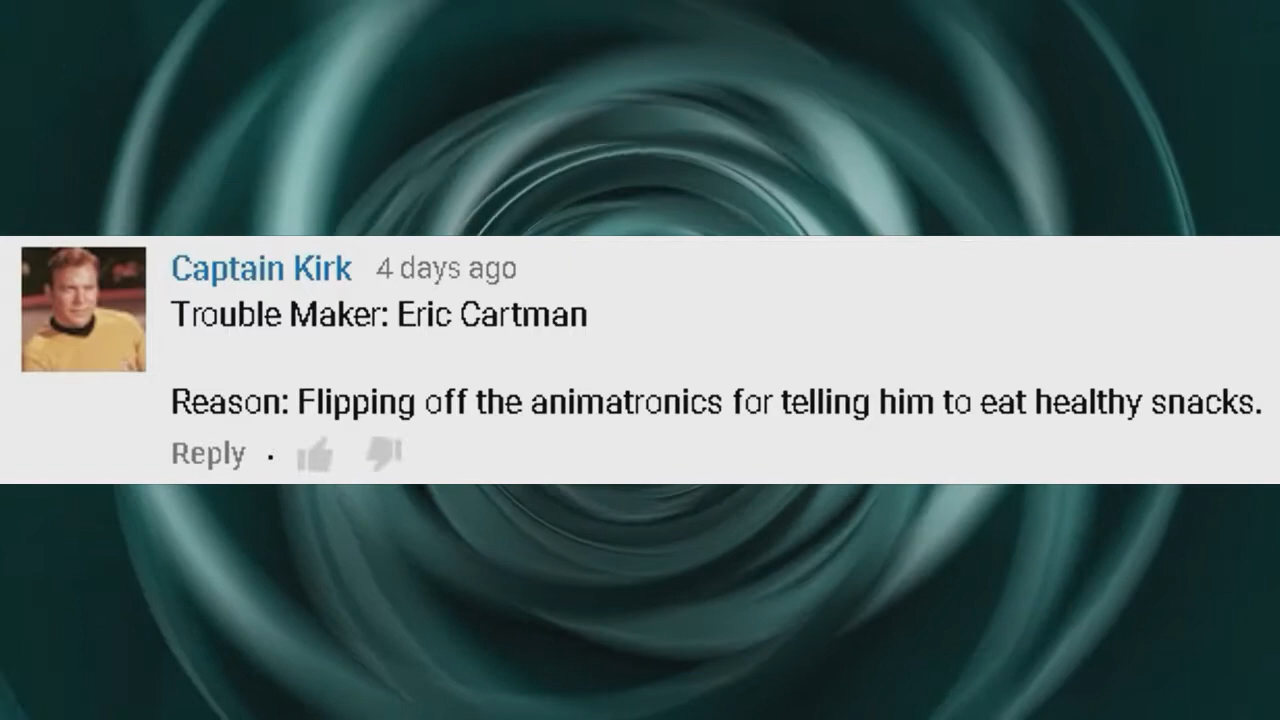 Captain Kirk 4 days ago
Trouble Maker: Eric Cartman
Reason: Flipping off the animatronics for telling him to eat healthy snacks.
Reply ·